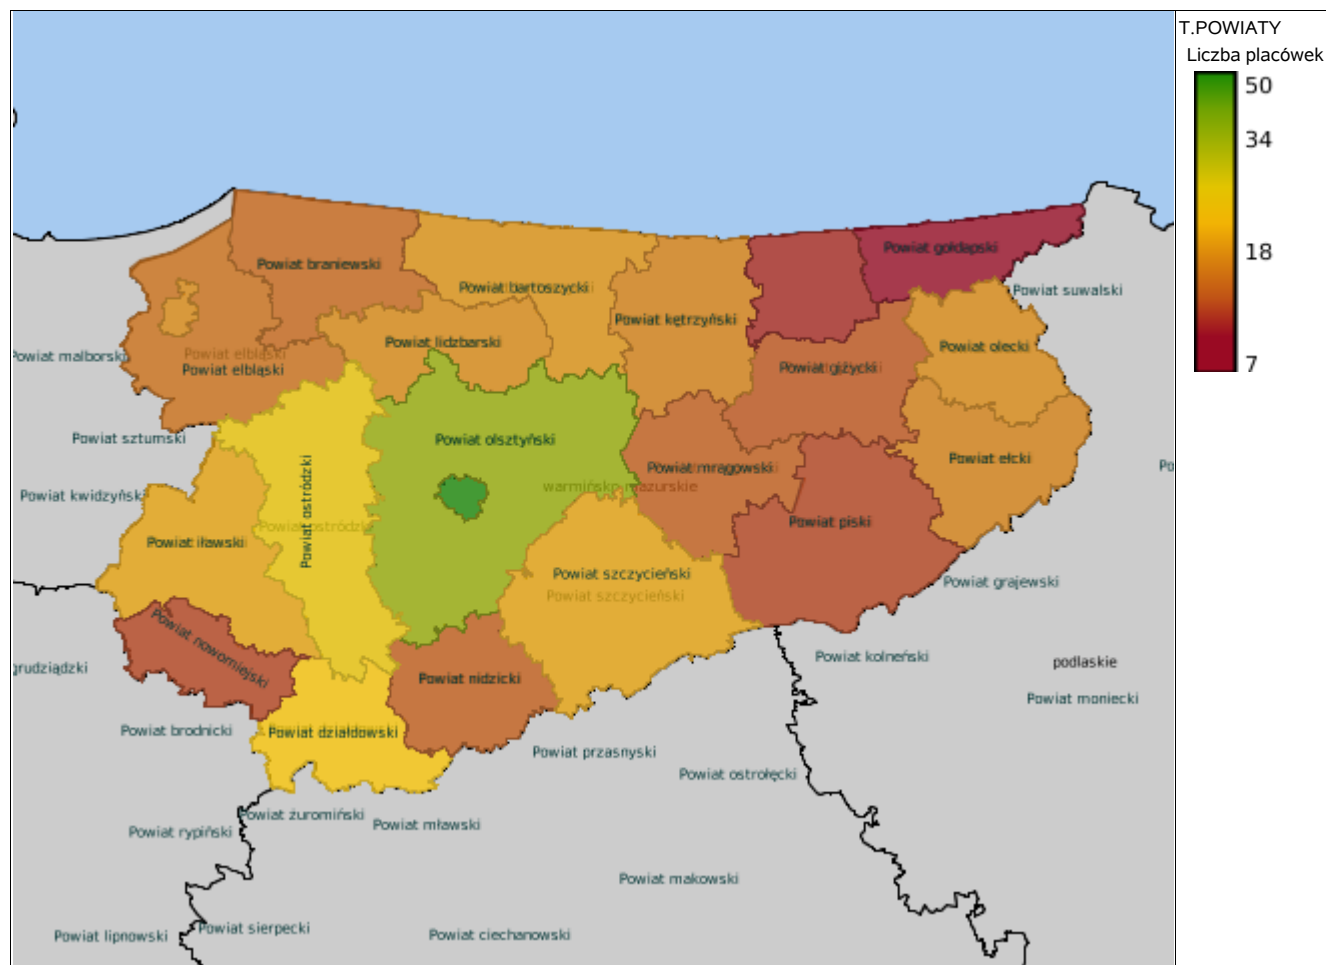 T.POWIATY
Liczba placówek
50
34
18
7
Powiat gołdapski
Powiat braniewski
Powiat bartoszycki
Powiat suwalski
Powiat kętrzyński
Powiat lidzbarski
Powiat olecki
Powiat malborski
Powiat elbląski
Powiat elbląski
Powiat giżycki
Powiat sztumski
Powiat olsztyński
Powiat ełcki
Powiat mrągowski
warmińsko-mazurskie
Powiat kwidzyński
Powiat ostródzki
Powiat ostródzki
Powiat piski
Powiat iławski
Powiat szczycieński
Powiat szczycieński
Powiat grajewski
Powiat nowomiejski
Powiat kolneński
podlaskie
grudziądzki
Powiat nidzicki
Powiat moniecki
Powiat brodnicki
Powiat działdowski
Powiat przasnyski
Powiat ostrołęcki
Powiat żuromiński
Powiat mławski
Powiat rypiński
Powiat makowski
Powiat sierpecki
Powiat lipnowski
Powiat ciechanowski